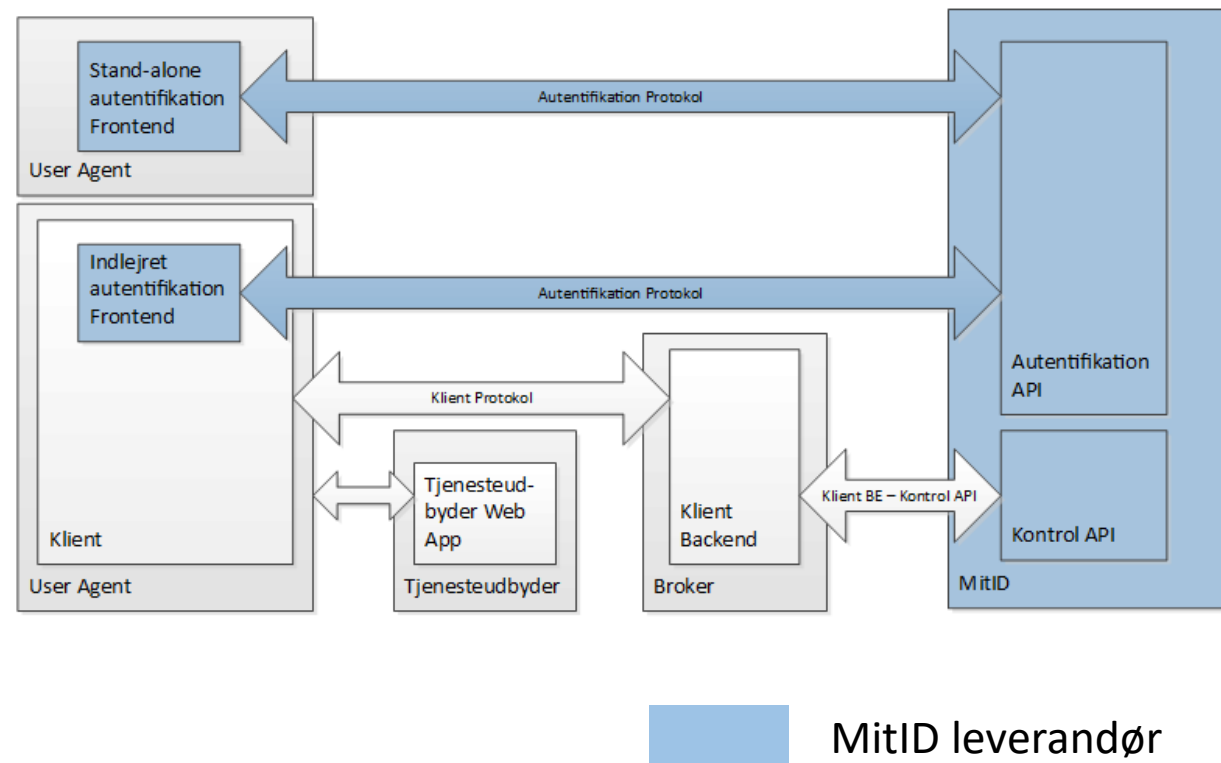 Stand-alone
autentifikation
Frontend
User Agent
Autentifikation Protokol
Indlejret
autentifikation
Frontend
Autentifikation Protokol
Klient Protokol
Tjenesteud-
byder Web
App
Tjenesteudbyder
Klient
User Agent
Klient
Backend
Broker
Klient BE – Kontrol API
Autentifikation
API
Kontrol API
MitID
MitID leverandør